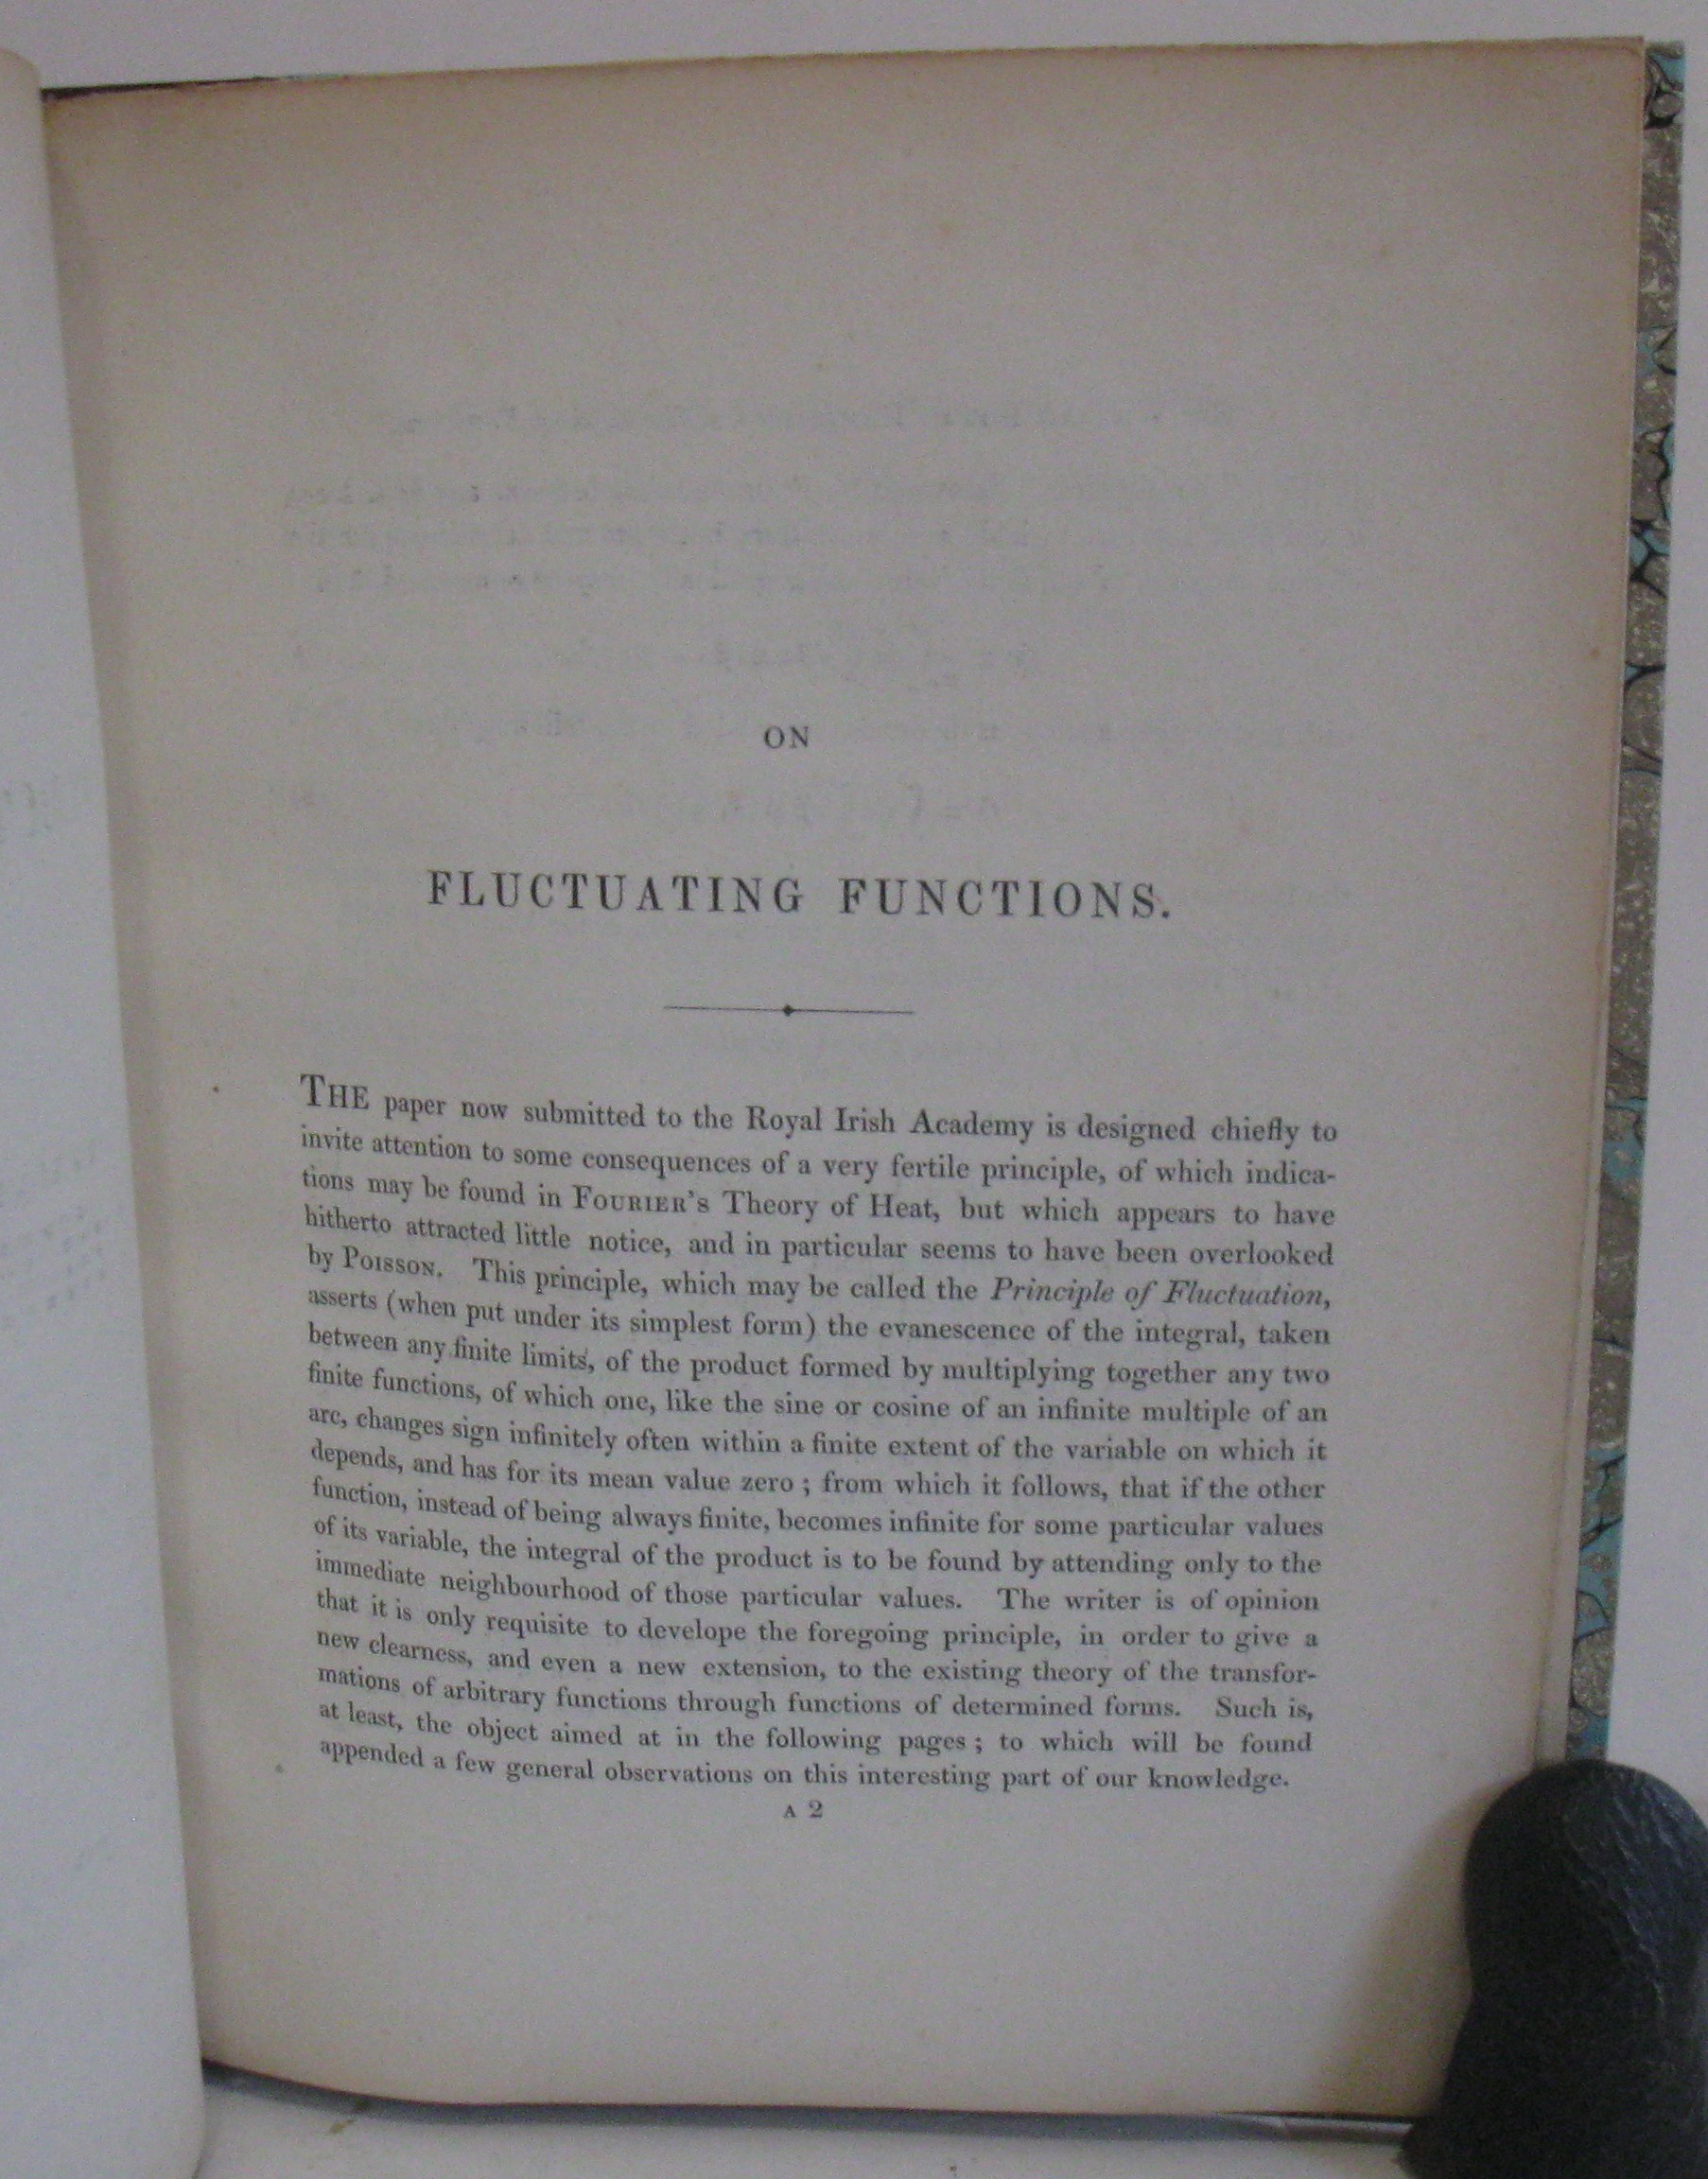 ON
FLUCTUATING FUNCTIONS.
THE paper now submitted to the Royal Irish Academy is designed chiefly to
invite attention to some consequences of a very fertile principle, of which indica-
tions may be found in FOURIER's Theory of Heat, but which appears to have
hitherto attracted little notice, and in particular seems to have been overlooked
by POISSON. This principle, which may be called the Principle of Fluctuation,
asserts (when put under its simplest form) the evanescence of the integral, taken
between any finite limits, of the product formed by multiplying together any two
finite functions, of which one, like the sine or cosine of an infinite multiple of an
arc, changes sign infinitely often within a finite extent of the variable on which it
depends, and has for its mean value zero ; from which it follows, that if the other
function, instead of being always finite, becomes infinite for some particular values
of its variable, the integral of the product is to be found by attending only to the
immediate neighbourhood of those particular values. The writer is of opinion
that it is only requisite to develope the foregoing principle, in order to give a
new clearness, and even a new extension, to the existing theory of the transfor-
mations of arbitrary functions through functions of determined forms. Such is,
at least, the object aimed at in the following pages ; to which will be found
appended a few general observations on this interesting part of our knowledge.
A 2